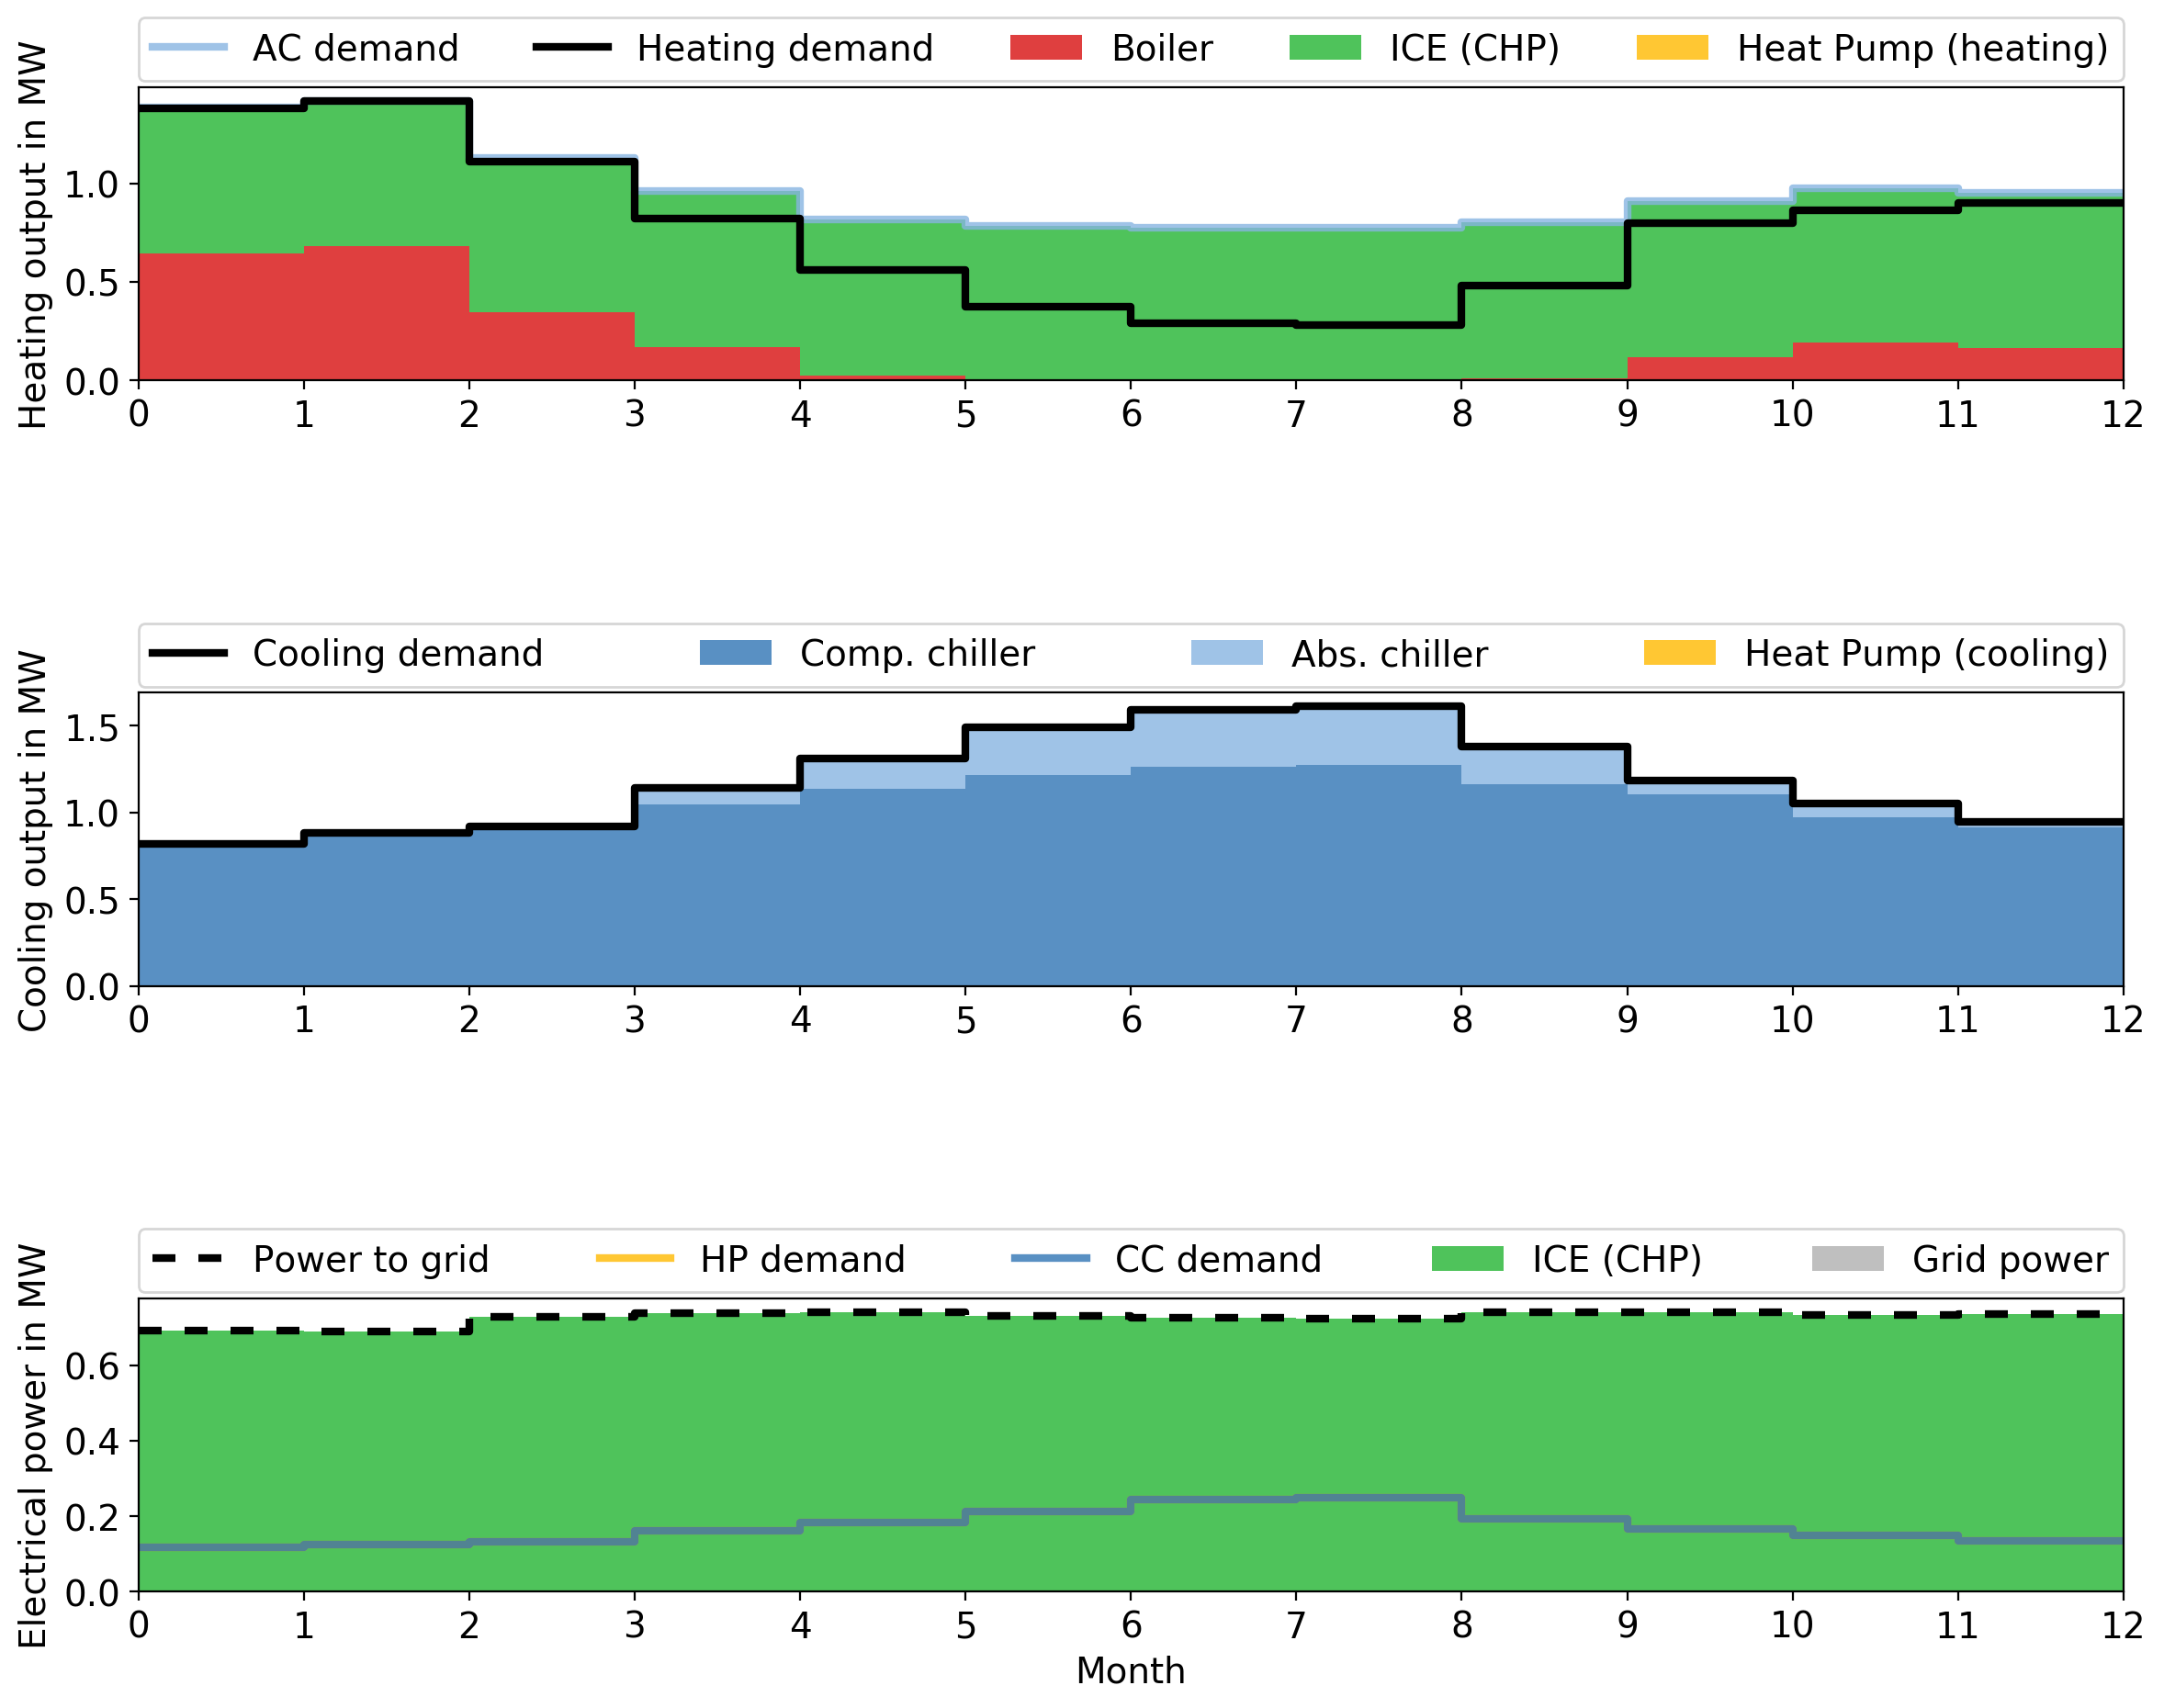 AC demand Heating demand Boiler ICE (CHP) Heat Pump (heating)
Heating output in MW
1.0
0.5
0.0
0 1 2 3 4 5 6 7 8 9 10 11 12
Cooling demand Comp. chiller Abs. chiller Heat Pump (cooling)
Cooling output in MW
1.5
1.0
0.5
0.0
0 1 2 3 4 5 6 7 8 9 10 11 12
Power to grid HP demand CC demand ICE (CHP) Grid power
Electrical power in MW
0.6
0.4
0.2
0.0
0 1 2 3 4 5 6 7 8 9 10 11 12
Month